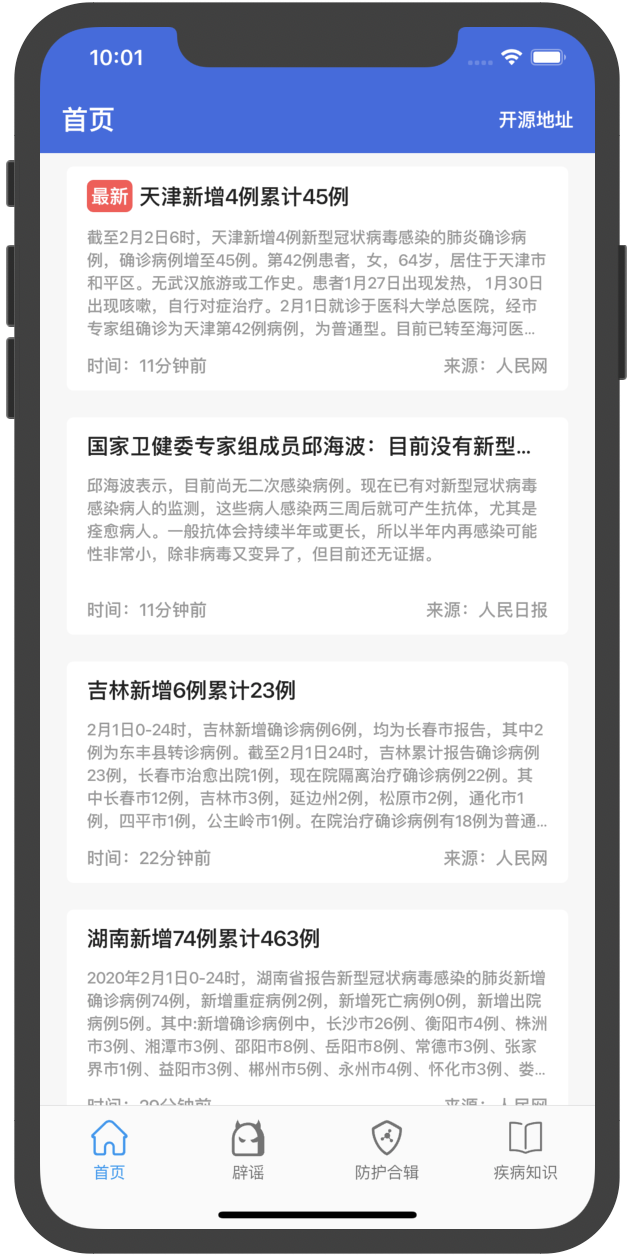 10:01
首页
开源地址
最新 天津新增4例累计45例
截至2月2日6时，天津新增4例新型冠状病毒感染的肺炎确诊病
例，确诊病例增至45例。第42例患者，女，64岁，居住于天津市
和平区。无武汉旅游或工作史。患者1月27日出现发热， 1月30日
出现咳嗽，自行对症治疗。2月1日就诊于医科大学总医院，经市
专家组确诊为天津第42例病例，为普通型。目前已转至海河医...
时间：11分钟前
来源：人民网
国家卫健委专家组成员邱海波：目前没有新型...
邱海波表示，目前尚无二次感染病例。现在已有对新型冠状病毒
感染病人的监测，这些病人感染两三周后就可产生抗体，尤其是
痊愈病人。一般抗体会持续半年或更长，所以半年内再感染可能
性非常小，除非病毒又变异了，但目前还无证据。
时间：11分钟前
来源：人民日报
吉林新增6例累计23例
2月1日0-24时，吉林新增确诊病例6例，均为长春市报告，其中2
例为东丰县转诊病例。截至2月1日24时，吉林累计报告确诊病例
23例，长春市治愈出院1例，现在院隔离治疗确诊病例22例。其
中长春市12例，吉林市3例，延边州2例，松原市2例，通化市1
例，四平市1例，公主岭市1例。在院治疗确诊病例有18例为普通...
时间：22分钟前
来源：人民网
湖南新增74例累计463例
2020年2月1日0-24时，湖南省报告新型冠状病毒感染的肺炎新增
确诊病例74例，新增重症病例2例，新增死亡病例0例，新增出院
病例5例。其中:新增确诊病例中，长沙市26例、衡阳市4例、株洲
市3例、湘潭市3例、邵阳市8例、岳阳市8例、常德市3例、张家
界市1例、益阳市3例、郴州市5例、永州市4例、怀化市3例、娄...
时间：29分钟前
来源：人民网
首页
辟谣
防护合辑
疾病知识